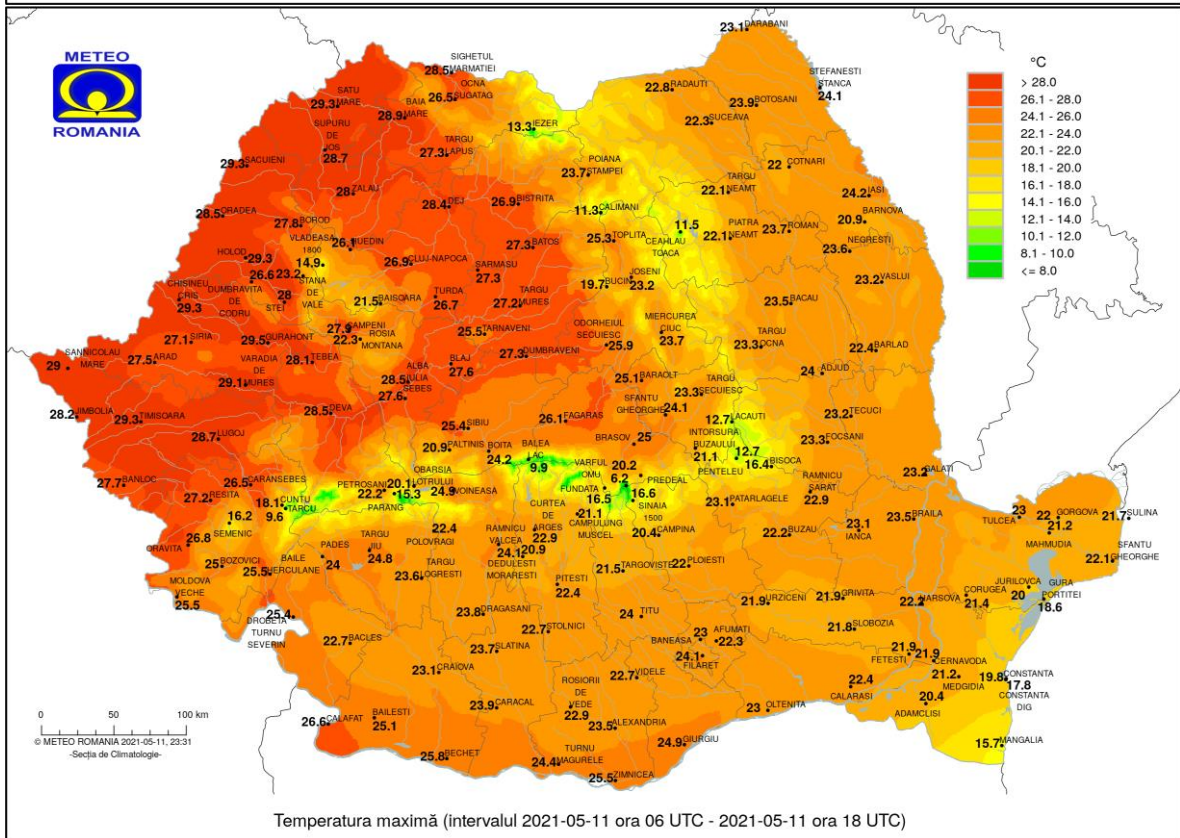 METEO
ROMANIA
°C
> 28.0
26.1 - 28.0
24.1 - 26.0
22.1 - 24.0
20.1 - 22.0
18.1 - 20.0
16.1 - 18.0
14.1 - 16.0
12.1 - 14.0
10.1 - 12.0
8.1 - 10.0
<= 8.0
23.1 DARABANI
28.5 SIGHETUL MARMATIEI
26.5 OCNA SUGATAG
22.8 RADAUTI
STEFANESTI STANCA 24.1
29.3 SATU MARE
28.9 BAIA MARE
13.3 IEZER
23.9 BOTOSANI
22.3 SUCEAVA
SUPURU DE JOS 28.7
27.3 TARGU LAPUS
29.3 SACUIENI
23.7 POIANA STAMPEI
22 COTNARI
28 ZALAU
28.4 DEJ
26.9 BISTRITA
22.1 TARGU NEAMT
24.2 IASI
28.5 ORADEA
27.8 BOROD
11.3 CALIMANI
20.9 BARNOVA
VLADEASA 1800 14.9
26.1 HUEDIN
27.3 BATOS
25.3 TOPLITA
11.5 CEAHLAU TOACA
22.1 PIATRA NEAMT
23.7 ROMAN
23.6 NEGRESTI
HOLOD 29.3
26.9 CLUJ-NAPOCA
SARMASU 27.3
26.6 DUMBRAVITA DE CODRU
23.2 STANA DE VALE
19.7 BUCIN
JOSENI 23.2
23.2 VASLUI
CHISINEU CRIS 29.3
28 STEI
21.5 BAISOARA
TURDA 26.7
27.2 TARGU MURES
23.5 BACAU
27.9 CAMPENI
22.3 ROSIA MONTANA
25.5 TARNAVENI
ODORHEIUL SECUIESC 25.9
MIERCUREA CIUC 23.7
23.3 TARGU OCNA
22.4 BARLAD
27.1 SIRIA
29.5 GURAHONT
29 SANNICOLAU MARE
27.5 ARAD
28.1 TEBEA
BLAJ 27.6
27.3 DUMBRAVENI
24 ADJUD
29.1 VARADIA MURES
28.5 ALBA IULIA
27.6 SEBES
25.1 BARAOLT
23.3 TARGU SECUIESC
28.2 JIMBOLIA
29.3 TIMISOARA
28.5 DEVA
26.1 FAGARAS
SFANTU GHEORGHE 24.1
12.7 LACAUTI
23.2 TECUCI
28.7 LUGOJ
25.4 SIBIU
BRASOV 25
INTORSURA BUZAULUI 21.1
23.3 FOCSANI
20.9 PALTINIS
BOITA 24.2
BALEA LAC 9.9
VARFUL OMU 6.2
20.2 PREDEAL
12.7 PENTELEU
16.4 BISOCA
23.2 GALATI
27.7 BANLOC
26.5 CARANSEBES
PETROSANI 22.2
20.1 OBARSIA LOTRULUI
24.9 VOINEASA
FUNDATA 16.5
RAMNICU SARAT 22.9
27.2 RESITA
18.1 CUNTU
TARCU 9.6
15.3 PARANG
CURTEA DE ARGES 22.9
21.1 CAMPULUNG MUSCEL
16.6 SINAIA 1500
23.1 PATARLAGELE
23.5 BRAILA
23 TULCEA
22 GORGOVA
21.7 SULINA
16.2 SEMENIC
22.4 POLOVRAGI
RAMNICU VALCEA 24.1
20.4 CAMPINA
22.2 BUZAU
23.1 IANCA
21.2 MAHMUDIA
26.8 ORAVITA
PADES 24
TARGU JIU 24.8
20.9 DEDULESTI MORARESTI
22.1 SFANTU GHEORGHE
25 BOZOVICI
25.5 BAILE HERCULANE
23.6 TARGU LOGRESTI
PITESTI 22.4
21.5 TARGOVISTE
22 PLOIESTI
MOLDOVA VECHE 25.5
21.9 URZICENI
21.9 GRIVITA
22.2 HARSOVA
CORUGEA 21.4
JURILOVCA 20
GURA PORTITEI 18.6
25.4 DROBETA TURNU SEVERIN
23.8 DRAGASANI
24 TITU
22.7 BACLES
22.7 STOLNICI
BANEASA 23
AFUMATI 22.3
21.8 SLOBOZIA
23.7 SLATINA
24.1 FILARET
21.9 FETESTI
21.9 CERNAVODA
23.1 CRAIOVA
22.7 VIDELE
22.4 CALARASI
21.2 MEDGIDIA
19.8 CONSTANTA
17.8 CONSTANTA DIG
23.9 CARACAL
ROSIORII DE VEDE 22.9
23 OLTENITA
20.4 ADAMCLISI
26.6 CALAFAT
BAILESTI 25.1
23.5 ALEXANDRIA
24.9 GIURGIU
15.7 MANGALIA
25.8 BECHET
24.4 TURNU MAGURELE
25.5 ZIMNICEA
0 50 100 km
© METEO ROMANIA 2021-05-11, 23:31
-Secția de Climatologie-
Temperatura maximă (intervalul 2021-05-11 ora 06 UTC - 2021-05-11 ora 18 UTC)